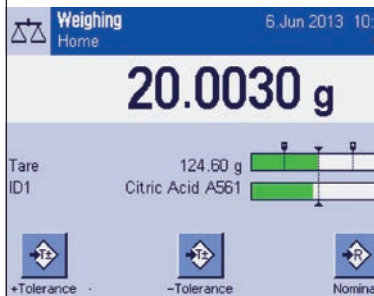 Weighing 6.Jun 2013 10:
Home
20.0030 g
Tare 124.60 g
ID1 Citric Acid A561
+Tolerance -Tolerance Nomina